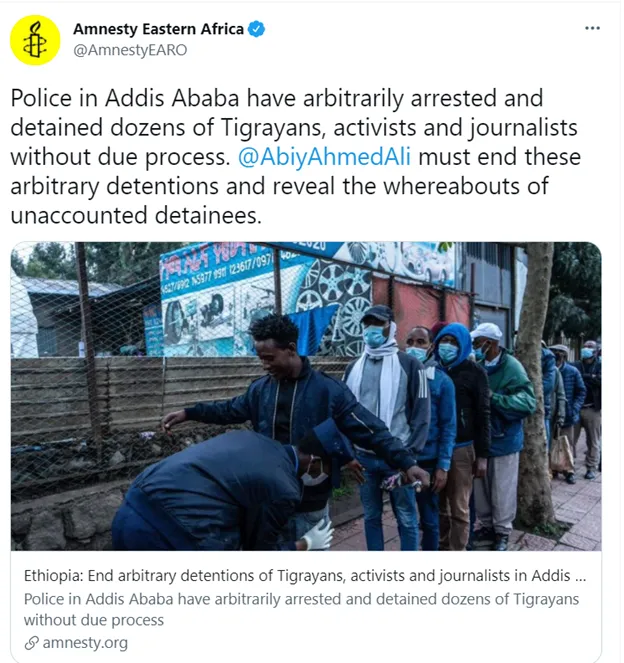 Amnesty Eastern Africa
@AmnestyEARO
Police in Addis Ababa have arbitrarily arrested and
detained dozens of Tigrayans, activists and journalists
without due process. @AbiyAhmedAli must end these
arbitrary detentions and reveal the whereabouts of
unaccounted detainees.
Ethiopia: End arbitrary detentions of Tigrayans, activists and journalists in Addis ...
Police in Addis Ababa have arbitrarily arrested and detained dozens of Tigrayans
without due process
amnesty.org